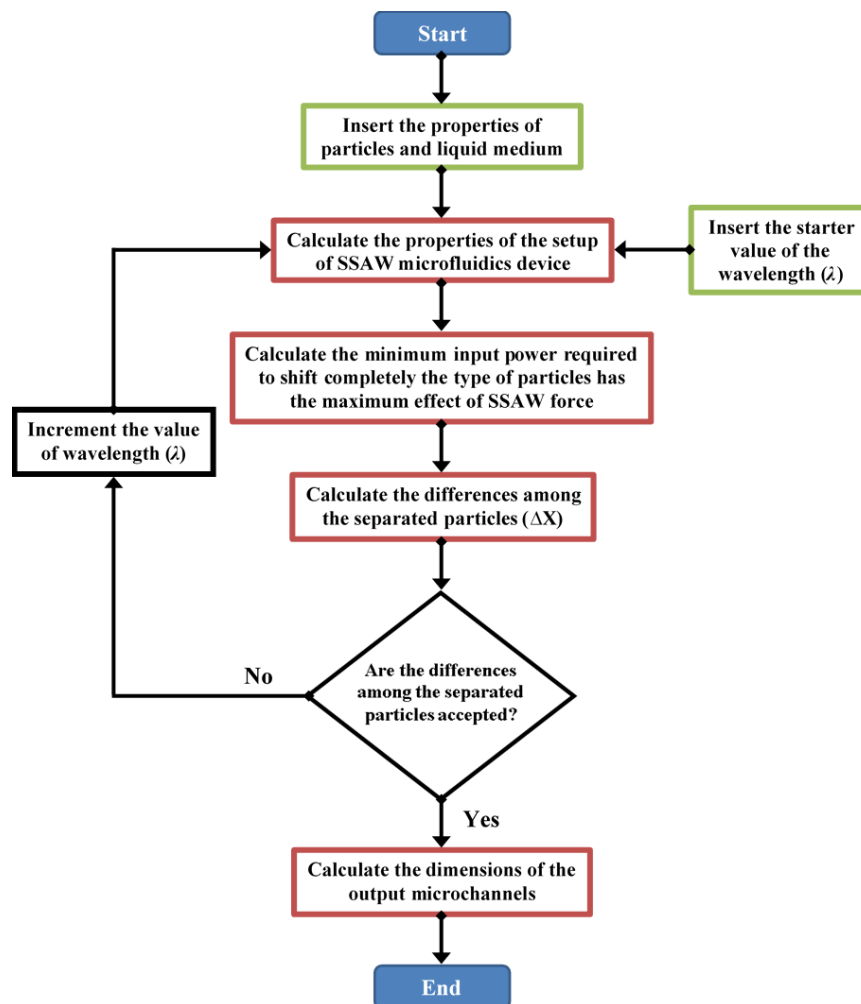 Start
Insert the properties of
particles and liquid medium
Calculate the properties of the setup
of SSAW microfluidics device
Insert the starter
value of the
wavelength (λ)
Calculate the minimum input power required
to shift completely the type of particles has
the maximum effect of SSAW force
Increment the value
of wavelength (λ)
Calculate the differences among
the separated particles (ΔX)
No
Are the differences
among the separated
particles accepted?
Yes
Calculate the dimensions of the
output microchannels
End